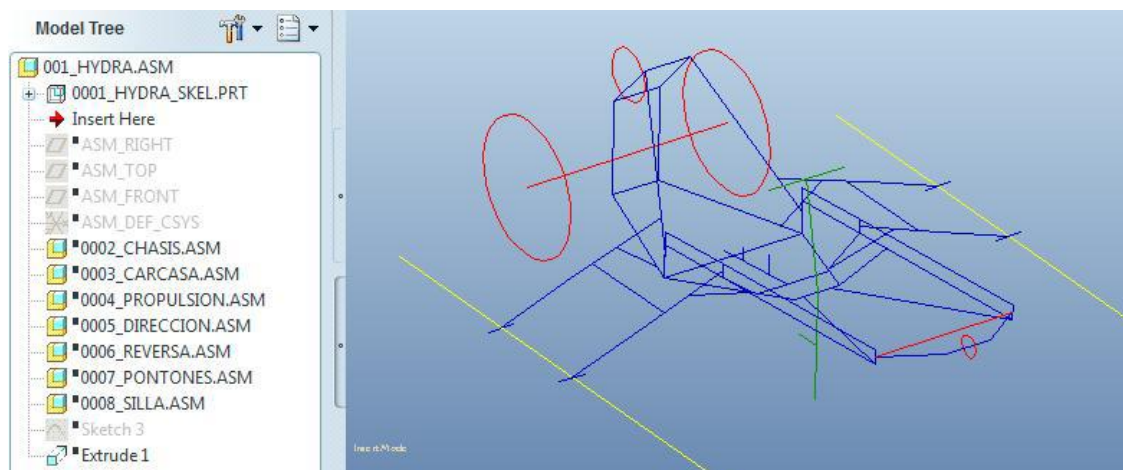 Model Tree
001_HYDRA.ASM
0001_HYDRA_SKEL.PRT
Insert Here
ASM_RIGHT
ASM_TOP
ASM_FRONT
ASM_DEF_CSYS
0002_CHASIS.ASM
0003_CARCASA.ASM
0004_PROPULSION.ASM
0005_DIRECCION.ASM
0006_REVERSA.ASM
0007_PONTONES.ASM
0008_SILLA.ASM
Sketch 3
Extrude 1
Insert Mode